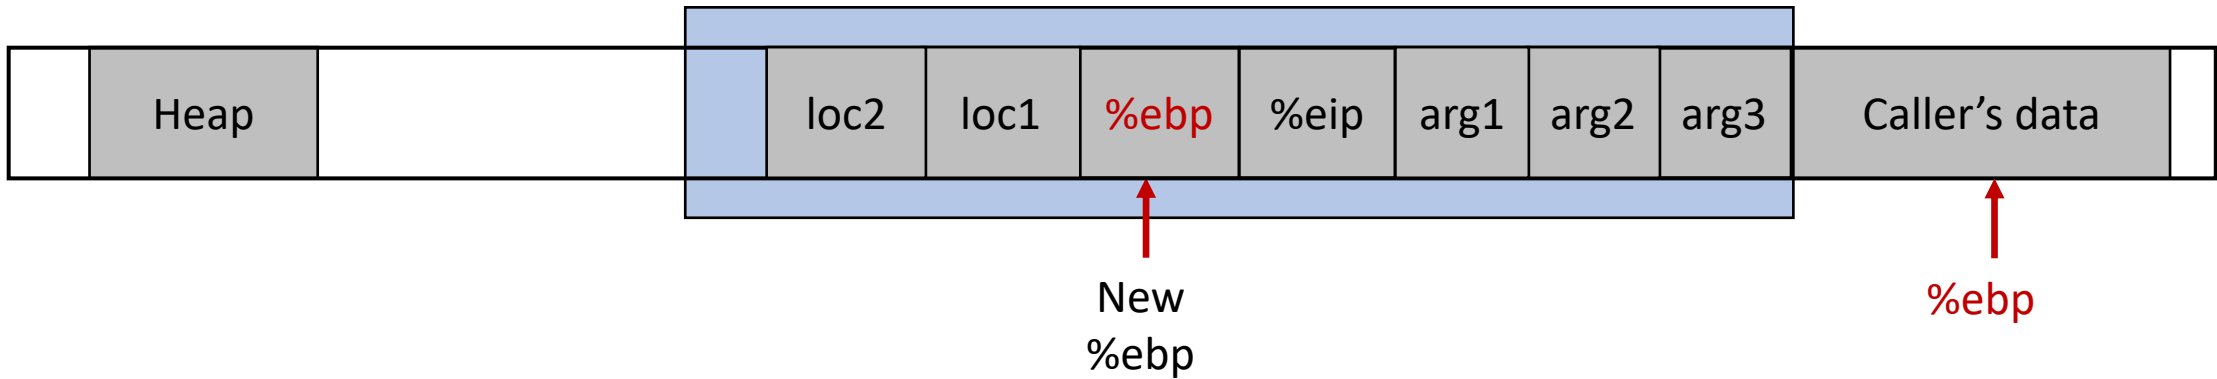 Heap
loc2
loc1
%ebp
%eip
arg1
arg2
arg3
Caller’s data
New
%ebp
%ebp